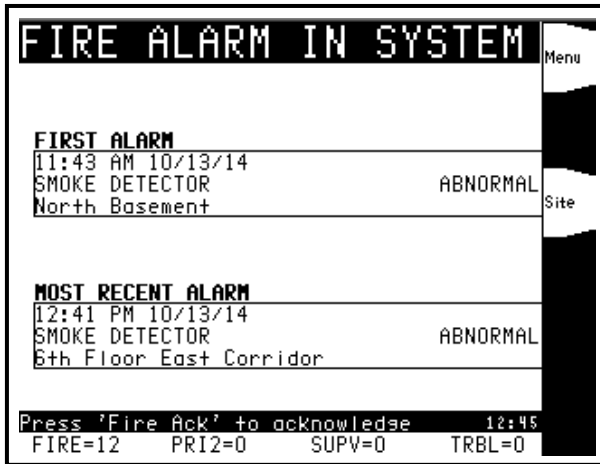 FIRE ALARM IN SYSTEM
Menu
FIRST ALARM
11:43 AM 10/13/14
SMOKE DETECTOR ABNORMAL
North Basement
Site
MOST RECENT ALARM
12:41 PM 10/13/14
SMOKE DETECTOR ABNORMAL
6th Floor East Corridor
Press 'Fire Ack' to acknowledge 12:45
FIRE=12 PRI2=0 SUPV=0 TRBL=0